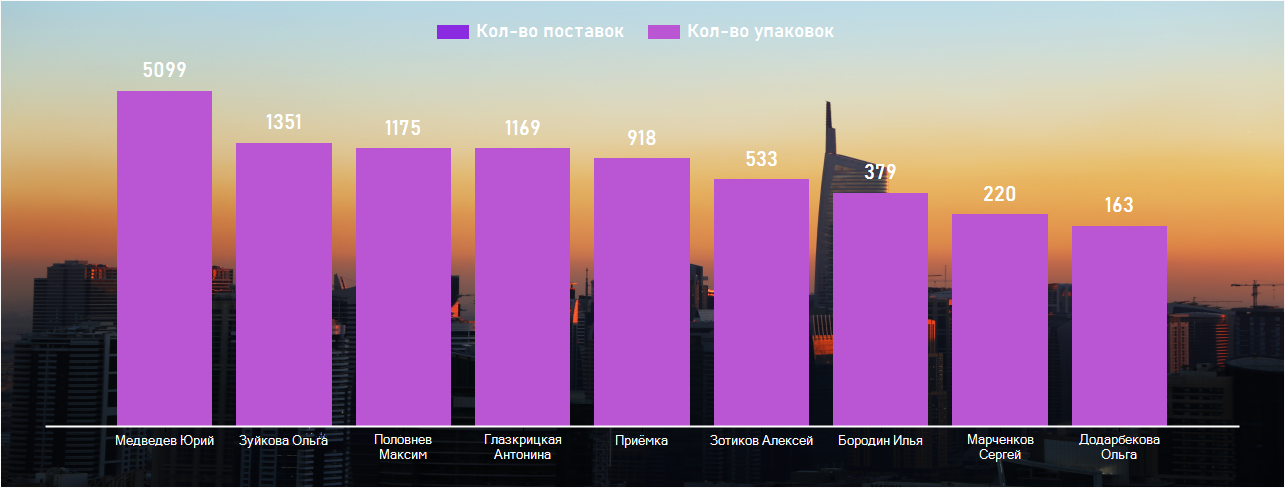 Кол-во поставок Кол-во упаковок
5099
1351
1175
1169
918
533
379
220
163
Медведев Юрий
Зуйкова Ольга
Половнев
Максим
Глазкрицкая
Антонина
Приёмка
Зотиков Алексей
Бородин Илья
Марченков
Сергей
Додарбекова
Ольга